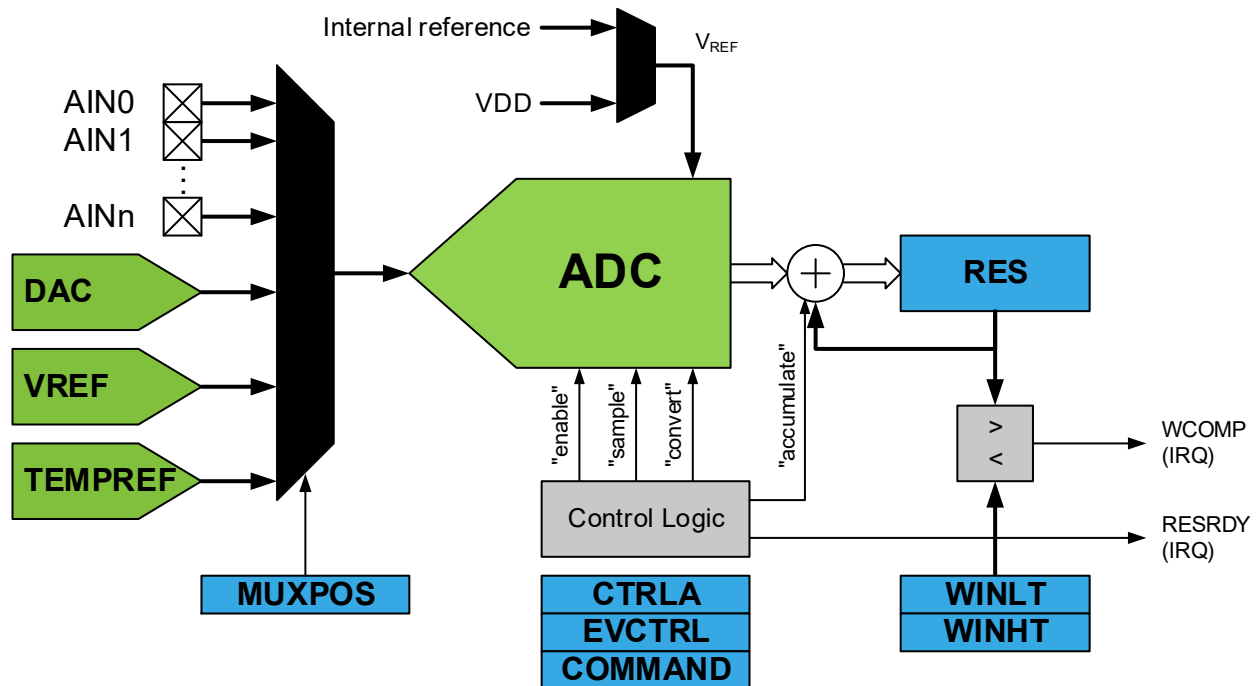 Internal reference
V_REF
VDD
AIN0
AIN1
AINn
DAC
VREF
TEMPREF
MUXPOS
ADC
+
RES
"enable"
"sample"
"convert"
"accumulate"
Control Logic
>
<
WCOMP
(IRQ)
RESRDY
(IRQ)
CTRLA
EVCTRL
COMMAND
WINLT
WINHT